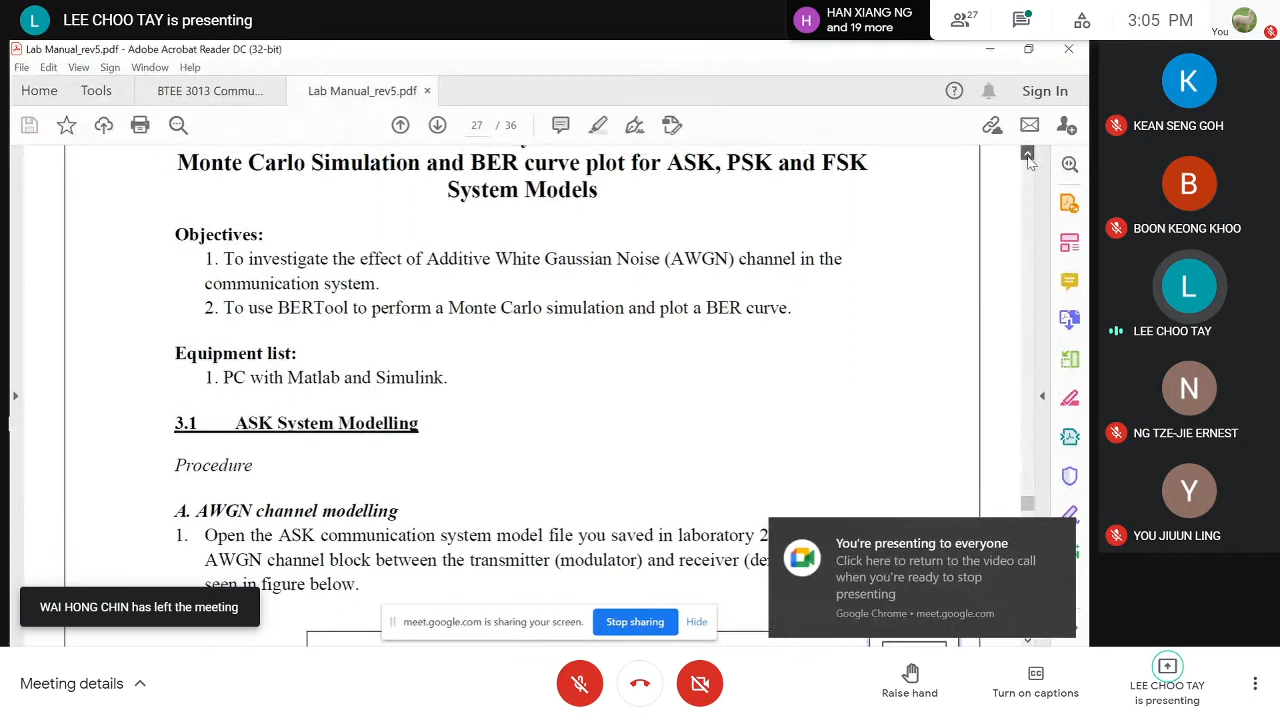 L LEE CHOO TAY is presenting
H HAN XIANG NG
and 19 more
27
3:05 PM
You
Lab Manual_rev5.pdf - Adobe Acrobat Reader DC (32-bit)
File Edit View Sign Window Help
Home Tools BTEE 3013 Commu... Lab Manual_rev5.pdf × Sign In
27 / 36
Monte Carlo Simulation and BER curve plot for ASK, PSK and FSK
System Models
Objectives:
1. To investigate the effect of Additive White Gaussian Noise (AWGN) channel in the
communication system.
2. To use BERTool to perform a Monte Carlo simulation and plot a BER curve.
Equipment list:
1. PC with Matlab and Simulink.
3.1 ASK System Modelling
Procedure
A. AWGN channel modelling
1. Open the ASK communication system model file you saved in laboratory 2
AWGN channel block between the transmitter (modulator) and receiver (de
seen in figure below.
You're presenting to everyone
Click here to return to the video call
when you're ready to stop
presenting
Google Chrome • meet.google.com
WAI HONG CHIN has left the meeting
meet.google.com is sharing your screen. Stop sharing Hide
K
KEAN SENG GOH
B
BOON KEONG KHOO
L
LEE CHOO TAY
N
NG TZE-JIE ERNEST
Y
YOU JIUUN LING
Meeting details
Raise hand
Turn on captions
LEE CHOO TAY
is presenting